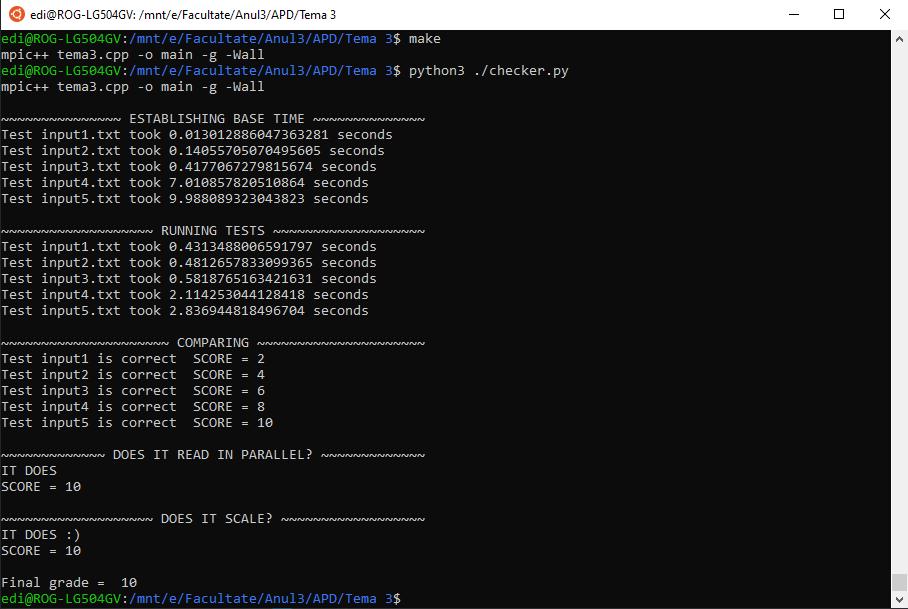 edi@ROG-LG504GV: /mnt/e/Facultate/Anul3/APD/Tema 3
edi@ROG-LG504GV:/mnt/e/Facultate/Anul3/APD/Tema 3$ make
mpic++ tema3.cpp -o main -g -Wall
edi@ROG-LG504GV:/mnt/e/Facultate/Anul3/APD/Tema 3$ python3 ./checker.py
mpic++ tema3.cpp -o main -g -Wall
~~~~~~~~~~~~~~~ ESTABLISHING BASE TIME ~~~~~~~~~~~~~~
Test input1.txt took 0.013012886047363281 seconds
Test input2.txt took 0.14055705070495605 seconds
Test input3.txt took 0.4177067279815674 seconds
Test input4.txt took 7.010857820510864 seconds
Test input5.txt took 9.988089323043823 seconds
~~~~~~~~~~~~~~~~~~~ RUNNING TESTS ~~~~~~~~~~~~~~~~~~~
Test input1.txt took 0.4313488006591797 seconds
Test input2.txt took 0.4812657833099365 seconds
Test input3.txt took 0.5818765163421631 seconds
Test input4.txt took 2.114253044128418 seconds
Test input5.txt took 2.836944818496704 seconds
~~~~~~~~~~~~~~~~~~~~~ COMPARING ~~~~~~~~~~~~~~~~~~~~~
Test input1 is correct  SCORE = 2
Test input2 is correct  SCORE = 4
Test input3 is correct  SCORE = 6
Test input4 is correct  SCORE = 8
Test input5 is correct  SCORE = 10
~~~~~~~~~~~~~ DOES IT READ IN PARALLEL? ~~~~~~~~~~~~~
IT DOES
SCORE = 10
~~~~~~~~~~~~~~~~~~~ DOES IT SCALE? ~~~~~~~~~~~~~~~~~~
IT DOES :)
SCORE = 10
Final grade =  10
edi@ROG-LG504GV:/mnt/e/Facultate/Anul3/APD/Tema 3$